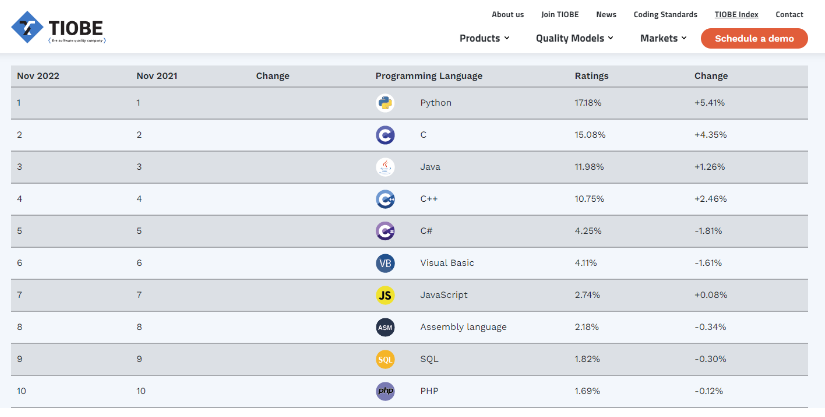 About us Join TIOBE News Coding Standards TIOBE Index Contact
TIOBE
(the software quality company)
Products Quality Models Markets Schedule a demo
Nov 2022 Nov 2021 Change Programming Language Ratings Change
1 1 Python 17.18% +5.41%
2 2 C 15.08% +4.35%
3 3 Java 11.98% +1.26%
4 4 C++ 10.75% +2.46%
5 5 C# 4.25% -1.81%
6 6 VB Visual Basic 4.11% -1.61%
7 7 JS JavaScript 2.74% +0.08%
8 8 ASM Assembly language 2.18% -0.34%
9 9 SQL SQL 1.82% -0.30%
10 10 php PHP 1.69% -0.12%